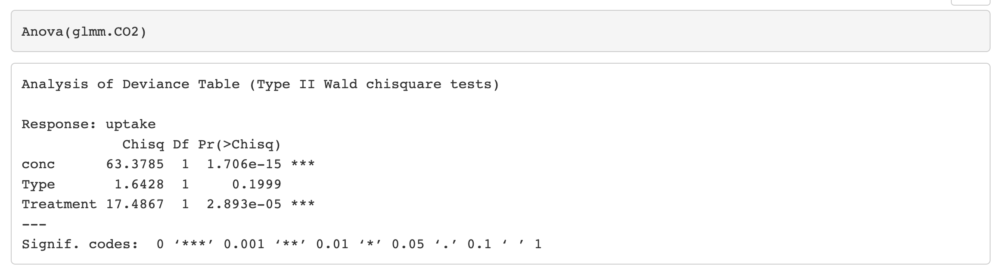 Anova(glmm.CO2)
Analysis of Deviance Table (Type II Wald chisquare tests)
Response: uptake
            Chisq Df Pr(>Chisq)
conc      63.3785  1  1.706e-15 ***
Type       1.6428  1     0.1999
Treatment 17.4867  1  2.893e-05 ***
---
Signif. codes:  0 ‘***’ 0.001 ‘**’ 0.01 ‘*’ 0.05 ‘.’ 0.1 ‘ ’ 1